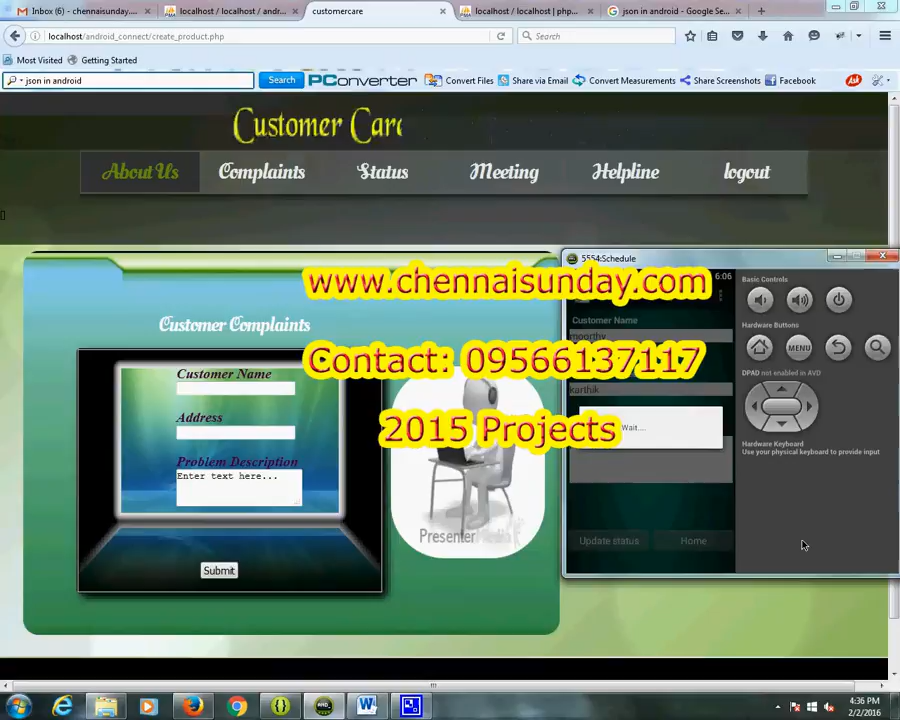 Inbox (6) - chennaisunday.... ×
localhost / localhost / andr... ×
customercare ×
localhost / localhost | php... ×
json in android - Google Se... ×
localhost/android_connect/create_product.php
Search
Most Visited Getting Started
json in android
Search
PCONVERTER
Convert Files
Share via Email
Convert Measurements
Share Screenshots
Facebook
Ask
Customer Care
About Us
Complaints
Status
Meeting
Helpline
logout
5554:Schedule
www.chennaisunday.com
Contact: 09566137117
2015 Projects
Customer Complaints
Customer Name
Address
Problem Description
Enter text here...
Submit
PresenterMedia
6:06
Customer Name
moorthy
karthik
Wait....
Update status
Home
Basic Controls
Hardware Buttons
MENU
DPAD not enabled in AVD
Hardware Keyboard
Use your physical keyboard to provide input
4:36 PM
2/2/2016